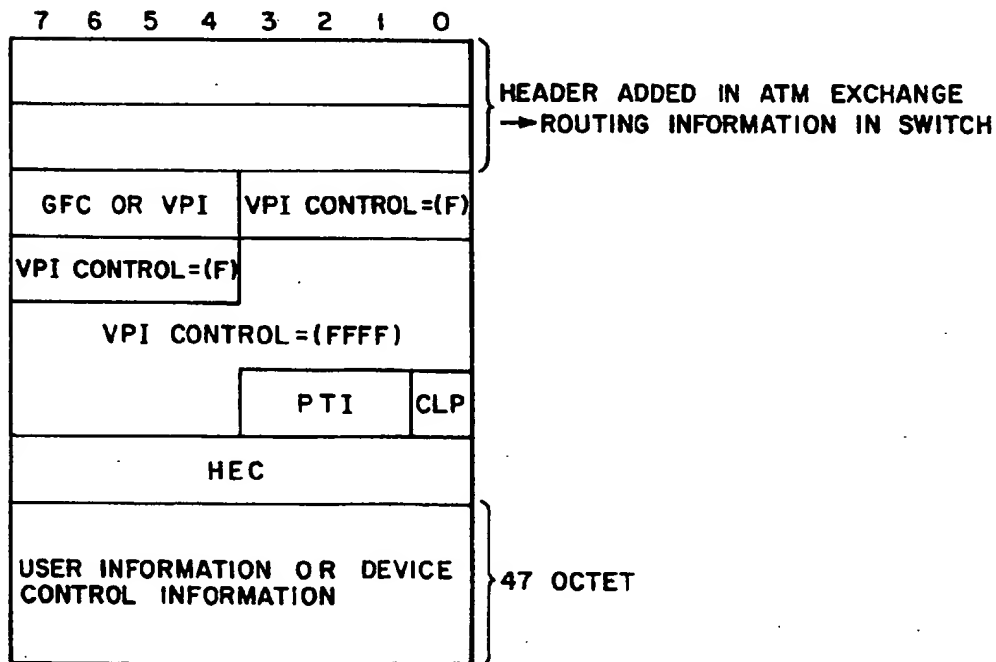 7 6 5 4 3 2 1 0
HEADER ADDED IN ATM EXCHANGE
→ROUTING INFORMATION IN SWITCH
GFC OR VPI
VPI CONTROL=(F)
VPI CONTROL=(F)
VPI CONTROL=(FFFF)
PTI
CLP
HEC
USER INFORMATION OR DEVICE
CONTROL INFORMATION
47 OCTET